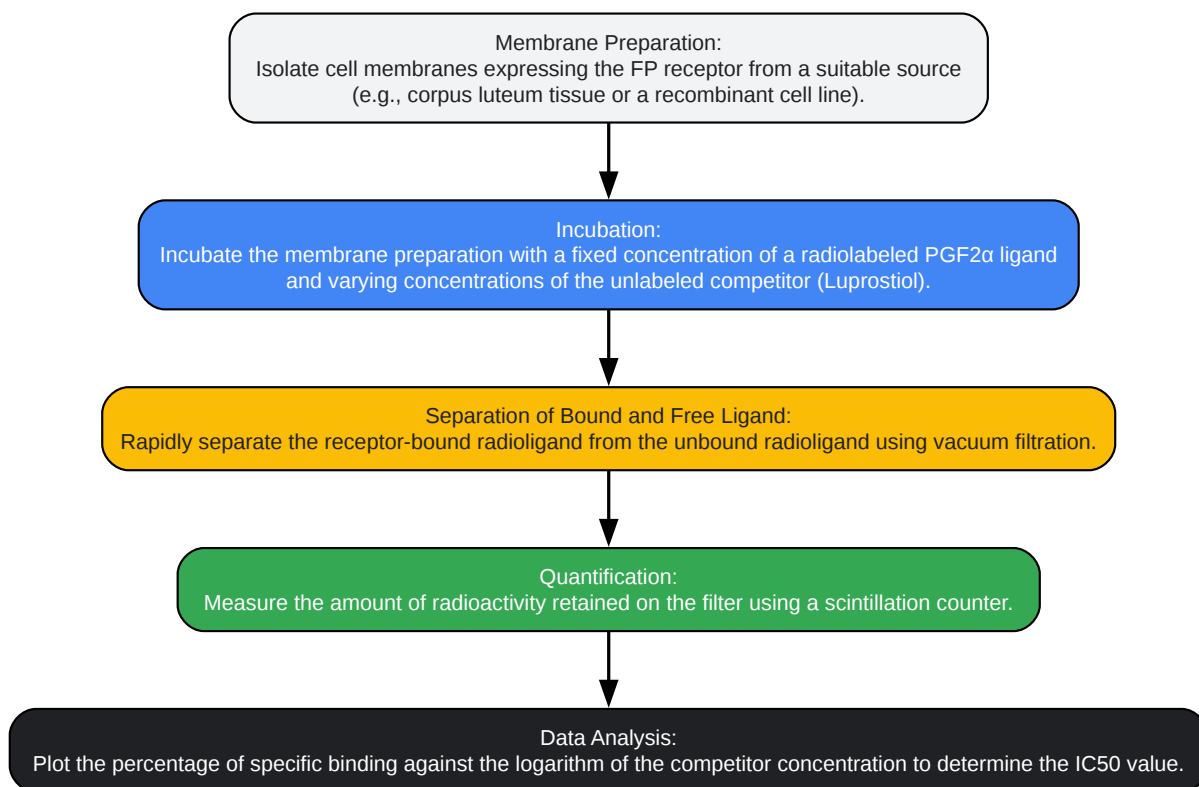 Membrane Preparation:
Isolate cell membranes expressing the FP receptor from a suitable source
(e.g., corpus luteum tissue or a recombinant cell line).
Incubation:
Incubate the membrane preparation with a fixed concentration of a radiolabeled PGF2α ligand
and varying concentrations of the unlabeled competitor (Luprostiol).
Separation of Bound and Free Ligand:
Rapidly separate the receptor-bound radioligand from the unbound radioligand using vacuum filtration.
Quantification:
Measure the amount of radioactivity retained on the filter using a scintillation counter.
Data Analysis:
Plot the percentage of specific binding against the logarithm of the competitor concentration to determine the IC50 value.